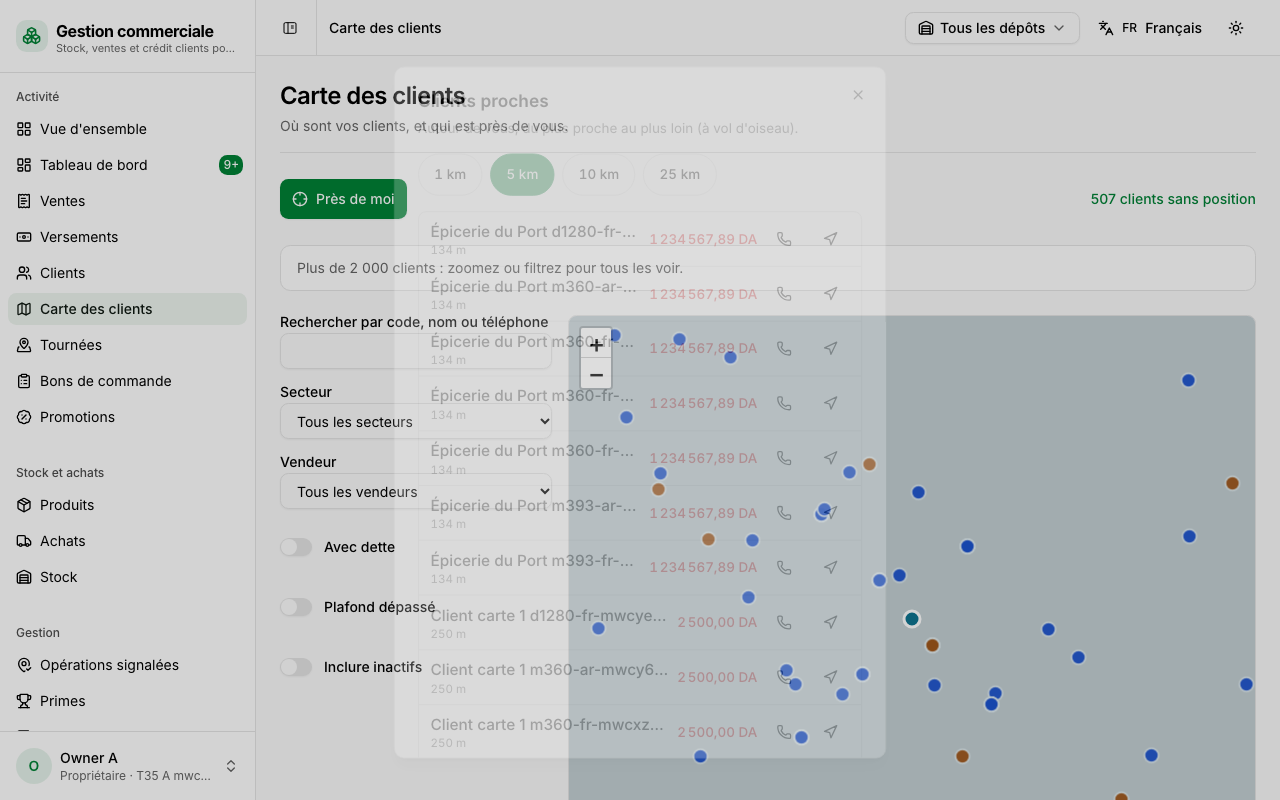 Gestion commerciale
Stock, ventes et crédit clients po...
Activité
Vue d'ensemble
Tableau de bord
9+
Ventes
Versements
Clients
Carte des clients
Tournées
Bons de commande
Promotions
Stock et achats
Produits
Achats
Stock
Gestion
Opérations signalées
Primes
O
Owner A
Propriétaire · T35 A mwc...
Carte des clients
Tous les dépôts
FR Français
Carte des clients
Où sont vos clients, et qui est près de vous.
Près de moi
507 clients sans position
Plus de 2 000 clients : zoomez ou filtrez pour tous les voir.
Rechercher par code, nom ou téléphone
Secteur
Tous les secteurs
Vendeur
Tous les vendeurs
Avec dette
Plafond dépassé
Inclure inactifs
+
−
Clients proches
du plus proche au plus loin (à vol d'oiseau).
1 km
5 km
10 km
25 km
Épicerie du Port d1280-fr-...
134 m
1 234 567,89 DA
Épicerie du Port m360-ar-...
134 m
1 234 567,89 DA
Épicerie du Port m360-fr-...
134 m
1 234 567,89 DA
Épicerie du Port m360-fr-...
134 m
1 234 567,89 DA
Épicerie du Port m360-fr-...
134 m
1 234 567,89 DA
Épicerie du Port m393-ar-...
134 m
1 234 567,89 DA
Épicerie du Port m393-fr-...
134 m
1 234 567,89 DA
Client carte 1 d1280-fr-mwcye...
250 m
2 500,00 DA
Client carte 1 m360-ar-mwcy6...
250 m
2 500,00 DA
Client carte 1 m360-fr-mwcxz...
250 m
2 500,00 DA